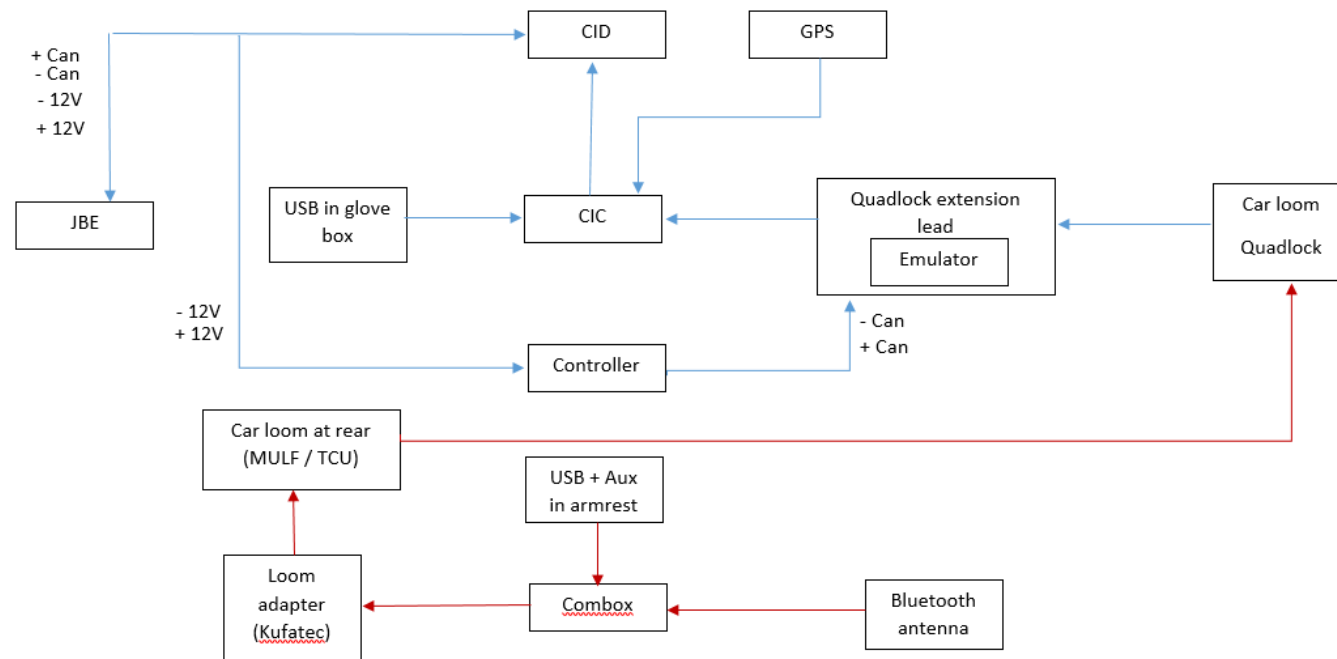 CID
GPS
+ Can
- Can
- 12V
+ 12V
JBE
USB in glove
box
CIC
Quadlock extension
lead
Emulator
Car loom
Quadlock
- 12V
+ 12V
- Can
+ Can
Controller
Car loom at rear
(MULF / TCU)
USB + Aux
in armrest
Loom
adapter
(Kufatec)
Combox
Bluetooth
antenna